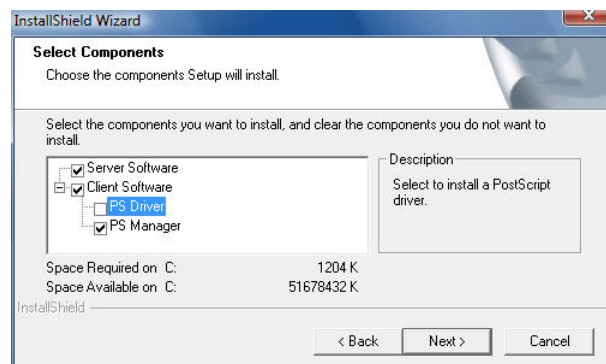 InstallShield Wizard
Select Components
Choose the components Setup will install.
Select the components you want to install, and clear the components you do not want to
install.
Server Software
Client Software
PS Driver
PS Manager
Description
Select to install a PostScript
driver.
Space Required on C: 1204 K
Space Available on C: 51678432 K
InstallShield
< Back Next > Cancel